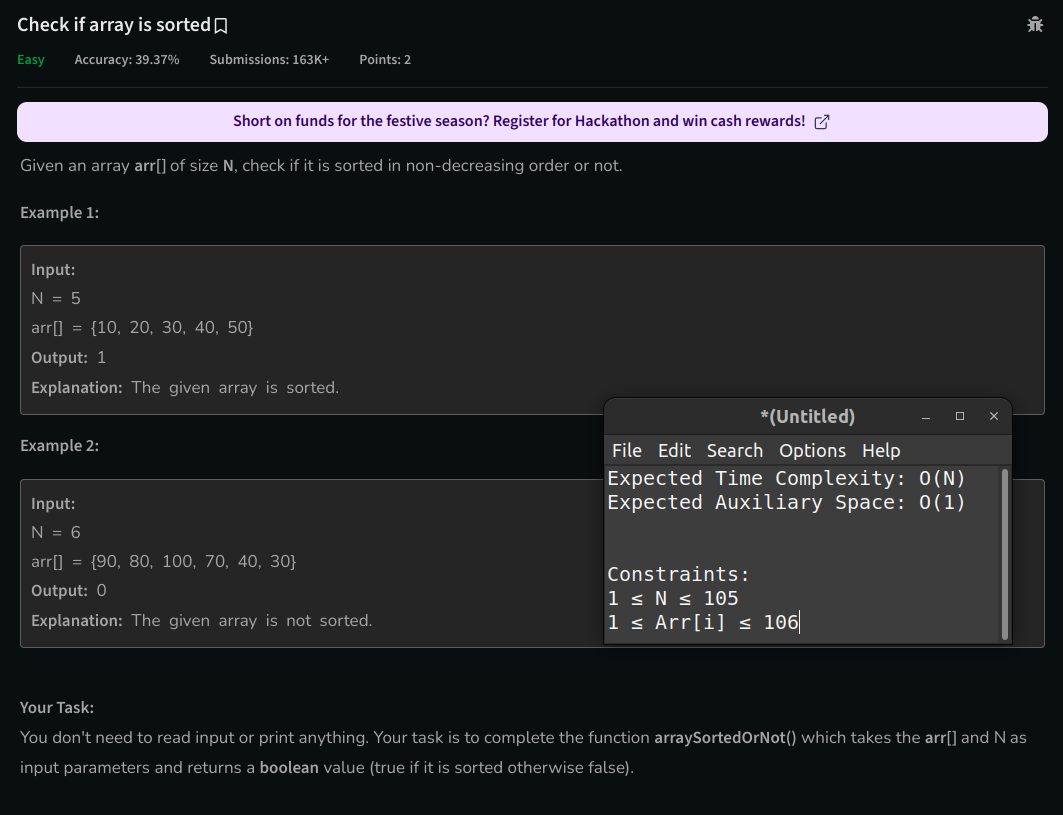 Check if array is sorted
Easy Accuracy: 39.37% Submissions: 163K+ Points: 2
Short on funds for the festive season? Register for Hackathon and win cash rewards!
Given an array arr[] of size N, check if it is sorted in non-decreasing order or not.
Example 1:
Input:
N = 5
arr[] = {10, 20, 30, 40, 50}
Output: 1
Explanation: The given array is sorted.
Example 2:
Input:
N = 6
arr[] = {90, 80, 100, 70, 40, 30}
Output: 0
Explanation: The given array is not sorted.
*(Untitled)
File Edit Search Options Help
Expected Time Complexity: O(N)
Expected Auxiliary Space: O(1)
Constraints:
1 ≤ N ≤ 105
1 ≤ Arr[i] ≤ 106
Your Task:
You don't need to read input or print anything. Your task is to complete the function arraySortedOrNot() which takes the arr[] and N as
input parameters and returns a boolean value (true if it is sorted otherwise false).